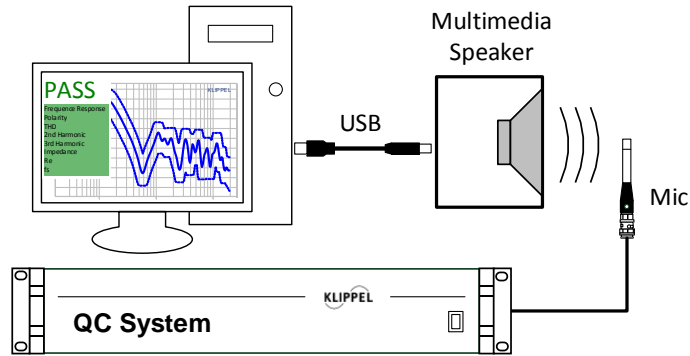 Multimedia
Speaker
PASS
KLIPPEL
Frequence Response
Polarity
THD
2nd Harmonic
3rd Harmonic
Impedance
Re
fs
USB
Mic
KLIPPEL
QC System